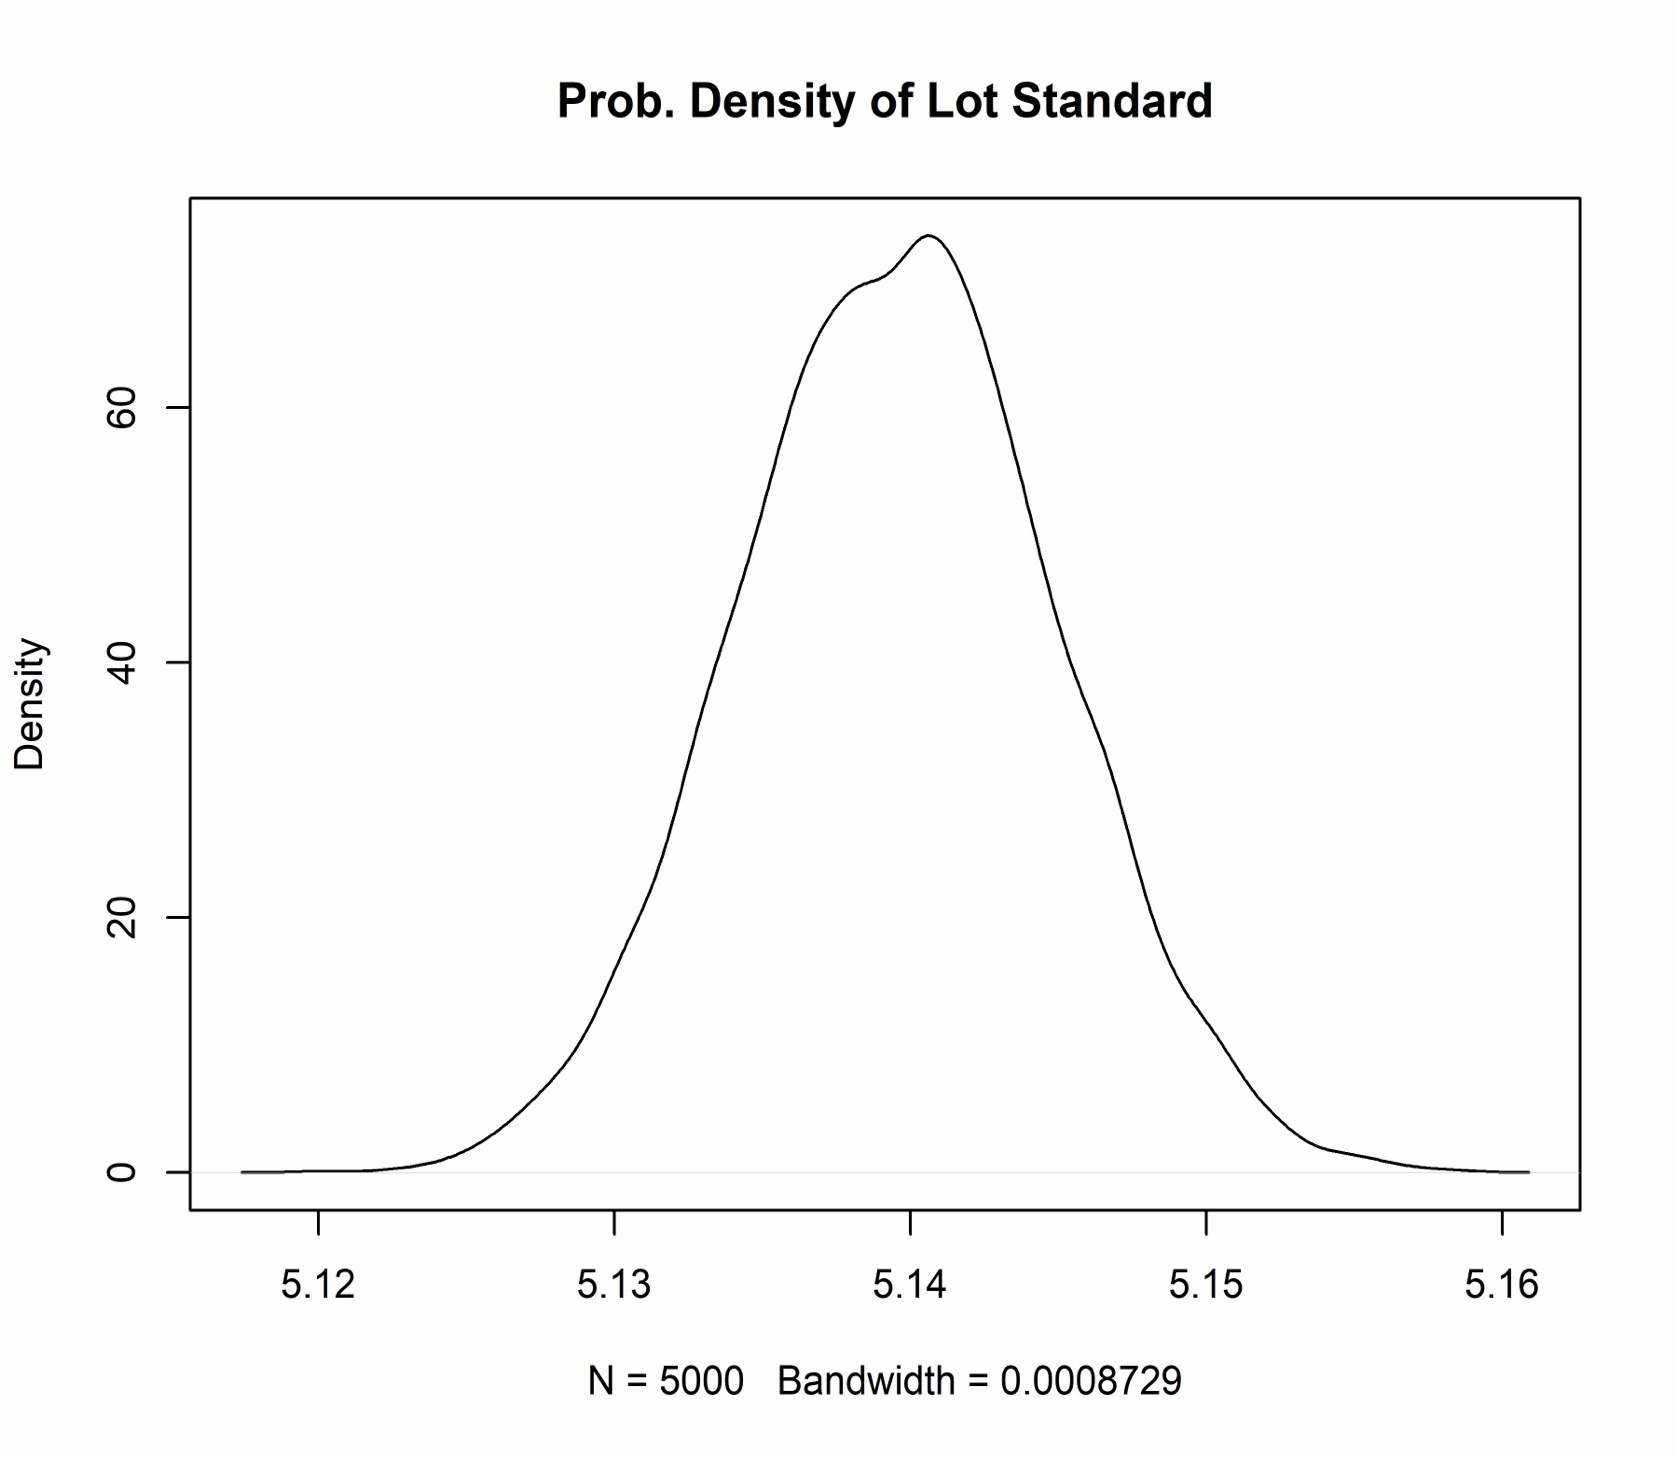 Prob. Density of Lot Standard
Density
60
40
20
0
5.12 5.13 5.14 5.15 5.16
N = 5000 Bandwidth = 0.0008729